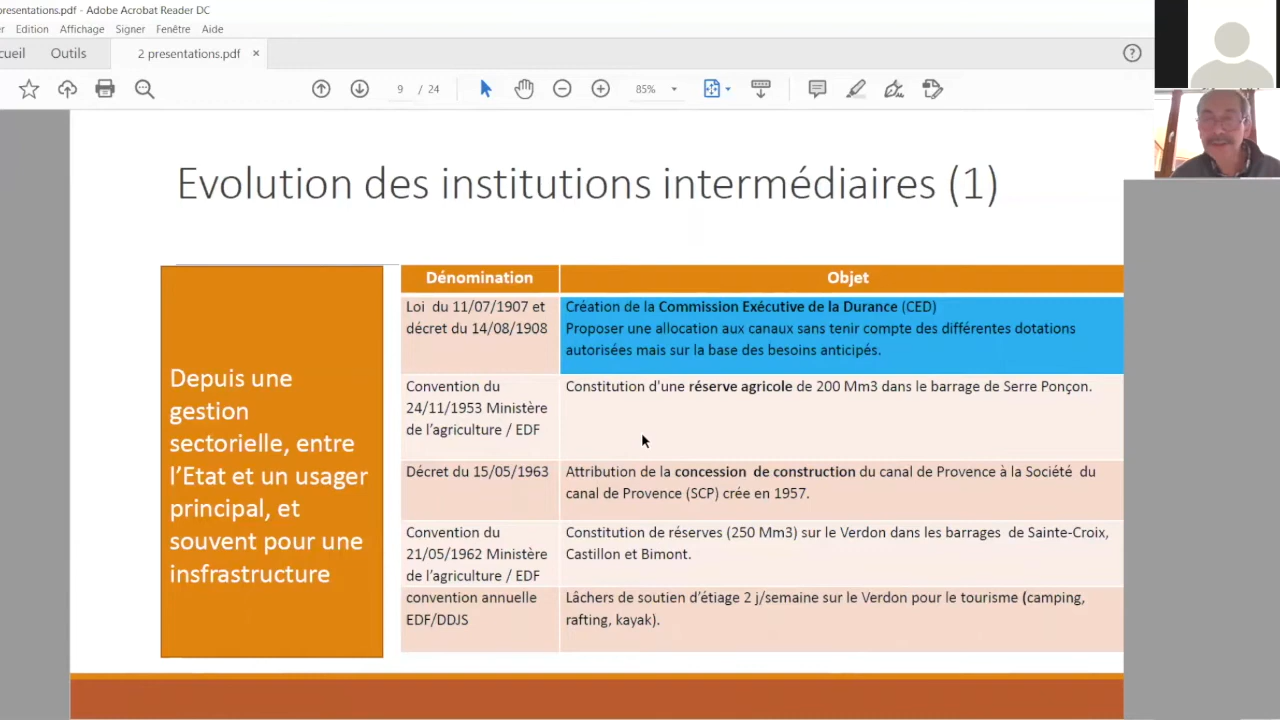 presentations.pdf - Adobe Acrobat Reader DC
Edition Affichage Signer Fenêtre Aide
Outils 2 presentations.pdf ×
9 / 24 85%
Evolution des institutions intermédiaires (1)
Depuis une
gestion
sectorielle, entre
l’Etat et un usager
principal, et
souvent pour une
insfrastructure
Dénomination Objet
Loi du 11/07/1907 et
décret du 14/08/1908
Création de la Commission Exécutive de la Durance (CED)
Proposer une allocation aux canaux sans tenir compte des différentes dotations
autorisées mais sur la base des besoins anticipés.
Convention du
24/11/1953 Ministère
de l’agriculture / EDF
Constitution d'une réserve agricole de 200 Mm3 dans le barrage de Serre Ponçon.
Décret du 15/05/1963
Attribution de la concession de construction du canal de Provence à la Société du
canal de Provence (SCP) crée en 1957.
Convention du
21/05/1962 Ministère
de l’agriculture / EDF
Constitution de réserves (250 Mm3) sur le Verdon dans les barrages de Sainte-Croix,
Castillon et Bimont.
convention annuelle
EDF/DDJS
Lâchers de soutien d’étiage 2 j/semaine sur le Verdon pour le tourisme (camping,
rafting, kayak).